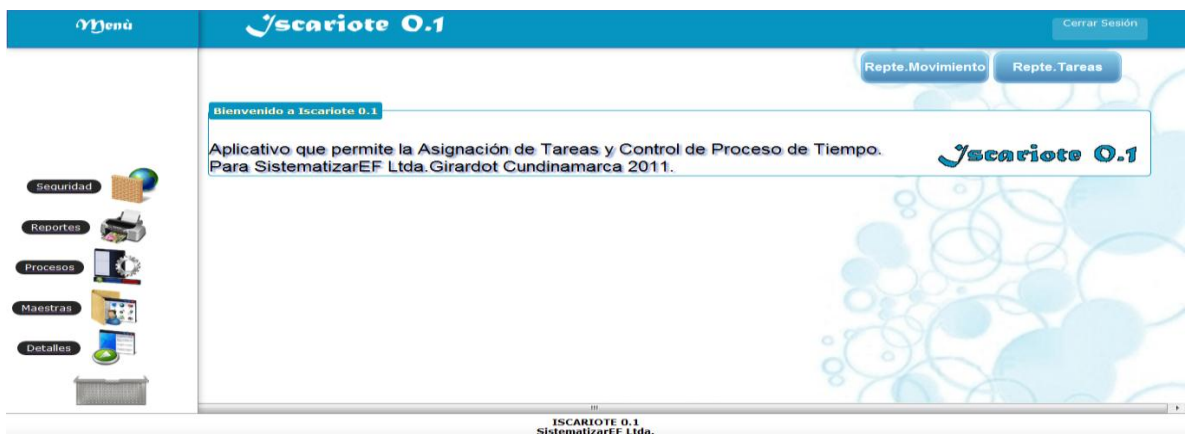 Menù
Iscariote 0.1
Cerrar Sesión
Repte.Movimiento
Repte.Tareas
Bienvenido a Iscariote 0.1
Aplicativo que permite la Asignación de Tareas y Control de Proceso de Tiempo.
Para SistematizarEF Ltda.Girardot Cundinamarca 2011.
Iscariote 0.1
Seguridad
Reportes
Procesos
Maestras
Detalles
ISCARIOTE 0.1
SistematizarEF Ltda.